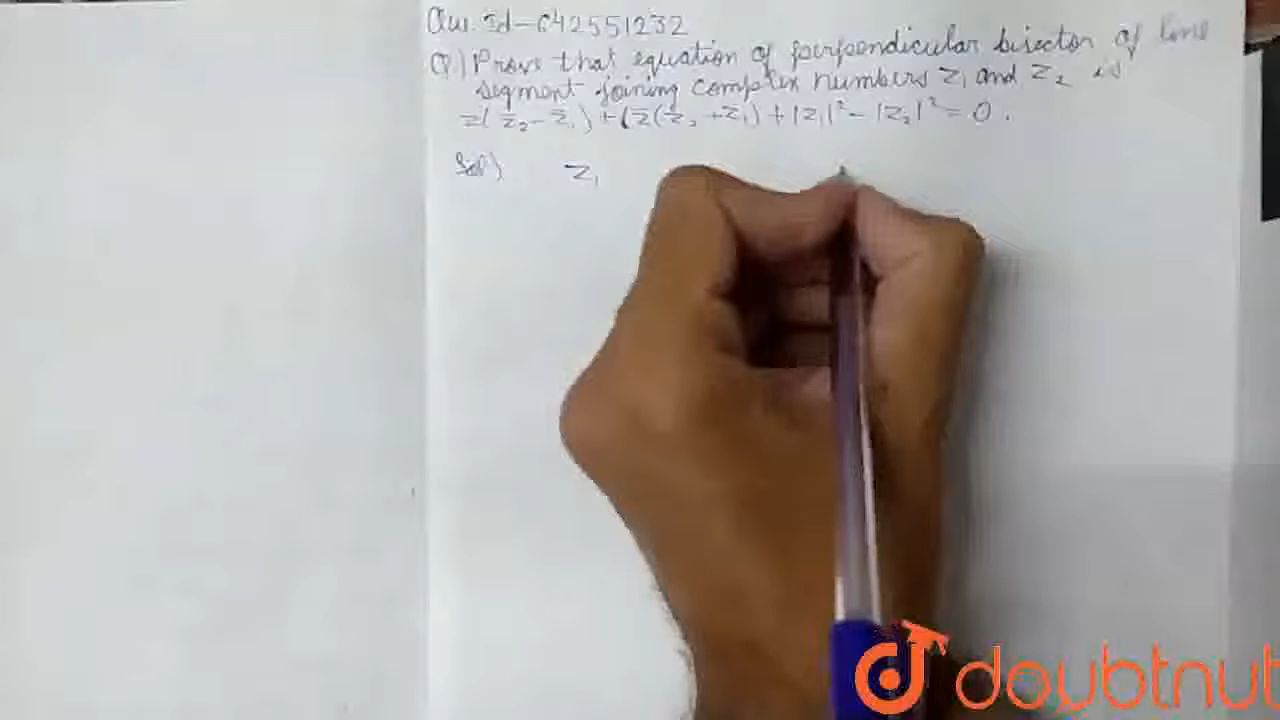 Que. Id-642551232
Q.) Prove that equation of perpendicular bisector of line
segment joining complex numbers z₁ and z₂ is
z(z̄₂ - z̄₁) + (z̄(z₂ + z₁) + |z₁|² - |z₂|² = 0.
Sol) z₁
doubtnut